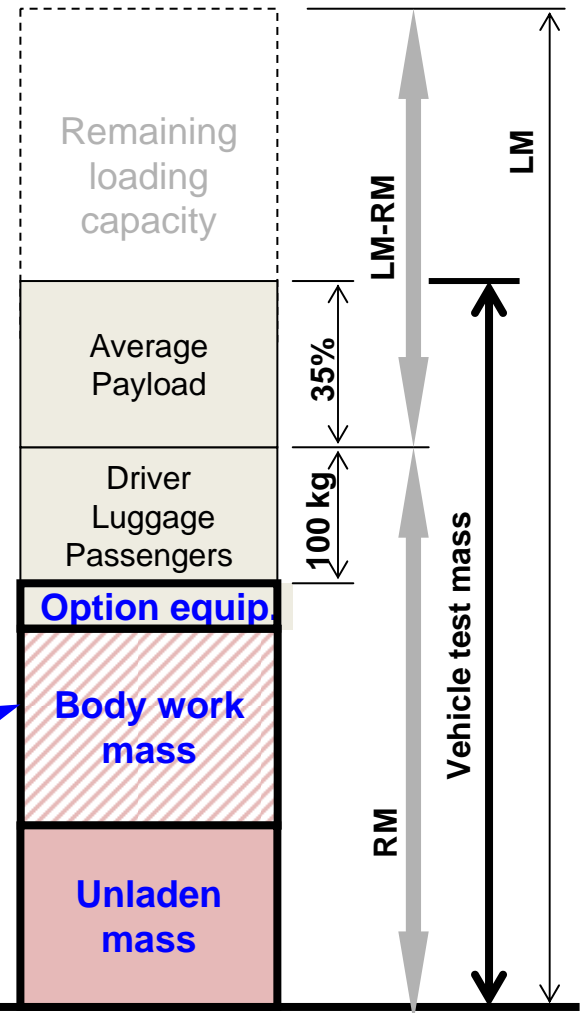 Remaining
loading
capacity
Average
Payload
Driver
Luggage
Passengers
Option equip.
Body work
mass
Unladen
mass
35%
100 kg
LM-RM
RM
Vehicle test mass
LM